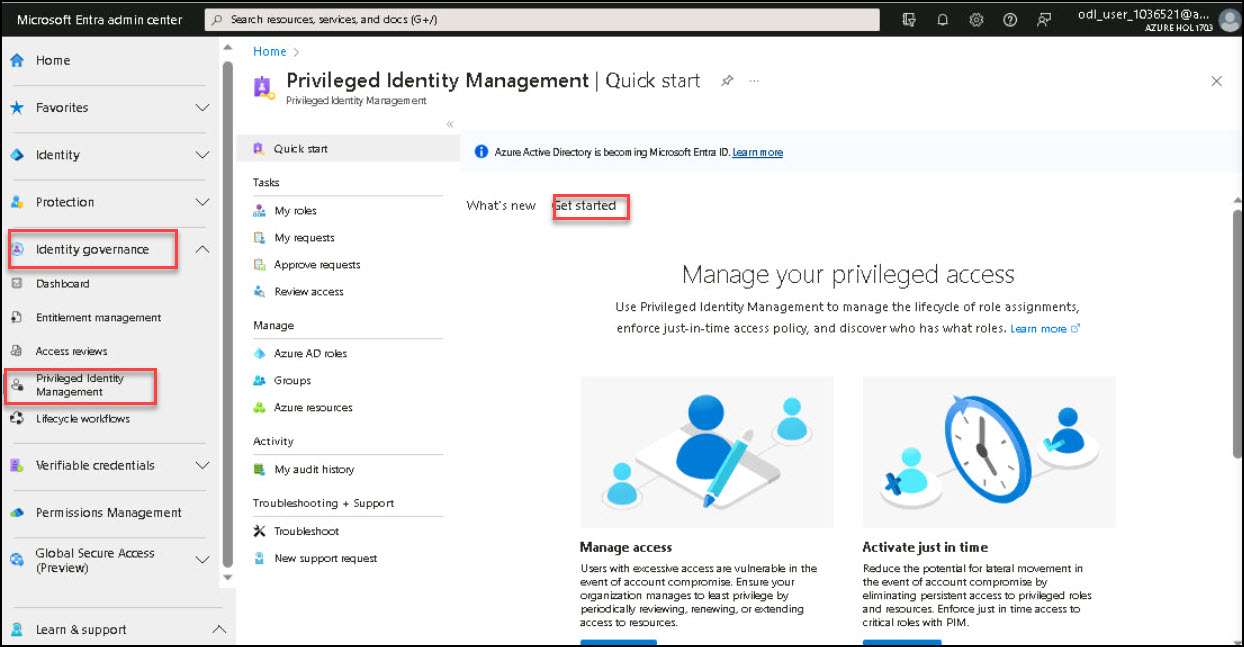 Microsoft Entra admin center
Search resources, services, and docs (G+/)
odl_user_1036521@a...
AZURE HOL 1703
Home
Favorites
Identity
Protection
Identity governance
Dashboard
Entitlement management
Access reviews
Privileged Identity
Management
Lifecycle workflows
Verifiable credentials
Permissions Management
Global Secure Access
(Preview)
Learn & support
Home
Privileged Identity Management | Quick start
...
Privileged Identity Management
Quick start
Tasks
My roles
My requests
Approve requests
Review access
Manage
Azure AD roles
Groups
Azure resources
Activity
My audit history
Troubleshooting + Support
Troubleshoot
New support request
Azure Active Directory is becoming Microsoft Entra ID. Learn more
What's new
Get started
Manage your privileged access
Use Privileged Identity Management to manage the lifecycle of role assignments,
enforce just-in-time access policy, and discover who has what roles. Learn more
Manage access
Users with excessive access are vulnerable in the
event of account compromise. Ensure your
organization manages to least privilege by
periodically reviewing, renewing, or extending
access to resources.
Activate just in time
Reduce the potential for lateral movement in
the event of account compromise by
eliminating persistent access to privileged roles
and resources. Enforce just in time access to
critical roles with PIM.